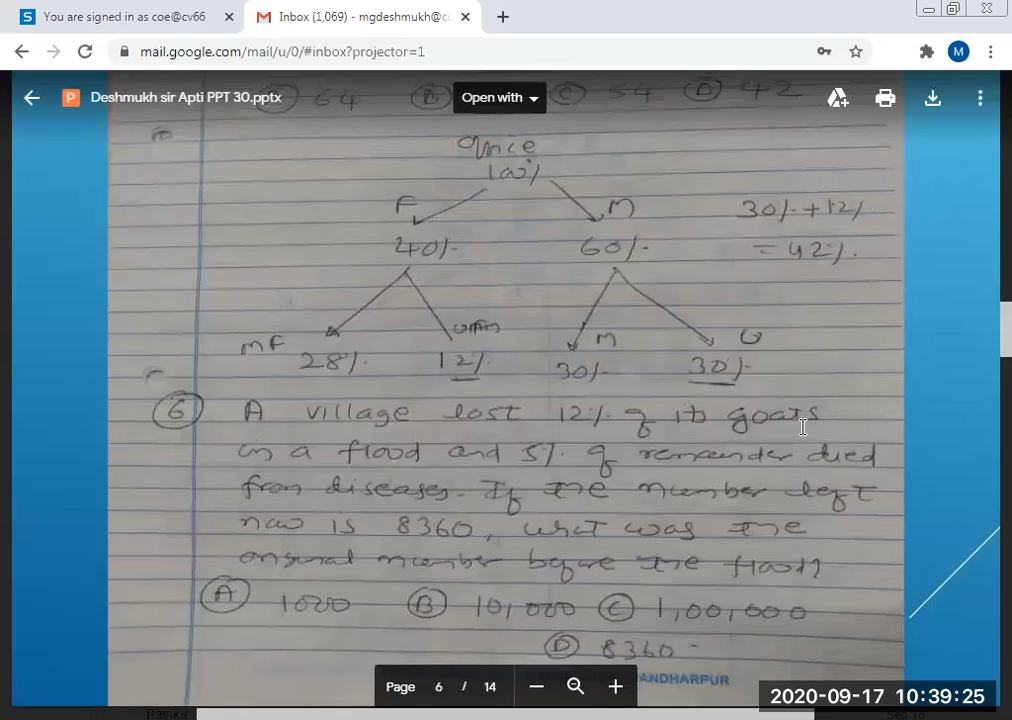 You are signed in as coe@cv66
Inbox (1,069) - mgdeshmukh@c
mail.google.com/mail/u/0/#inbox?projector=1
M
P Deshmukh sir Apti PPT 30.pptx
Open with
64 B C 54 D 42
office
100%
F M 30%+12%
40% 60% =42%.
MF M U
28%. 12% 30% 30%
6 A village lost 12% of its goats
in a flood and 5% of remainder died
from diseases. If the number left
now is 8360, what was the
original number before the flood?
A 1000 B 10,000 C 1,00,000
D 8360
Page 6 / 14
ANDHARPUR
2020-09-17 10:39:25